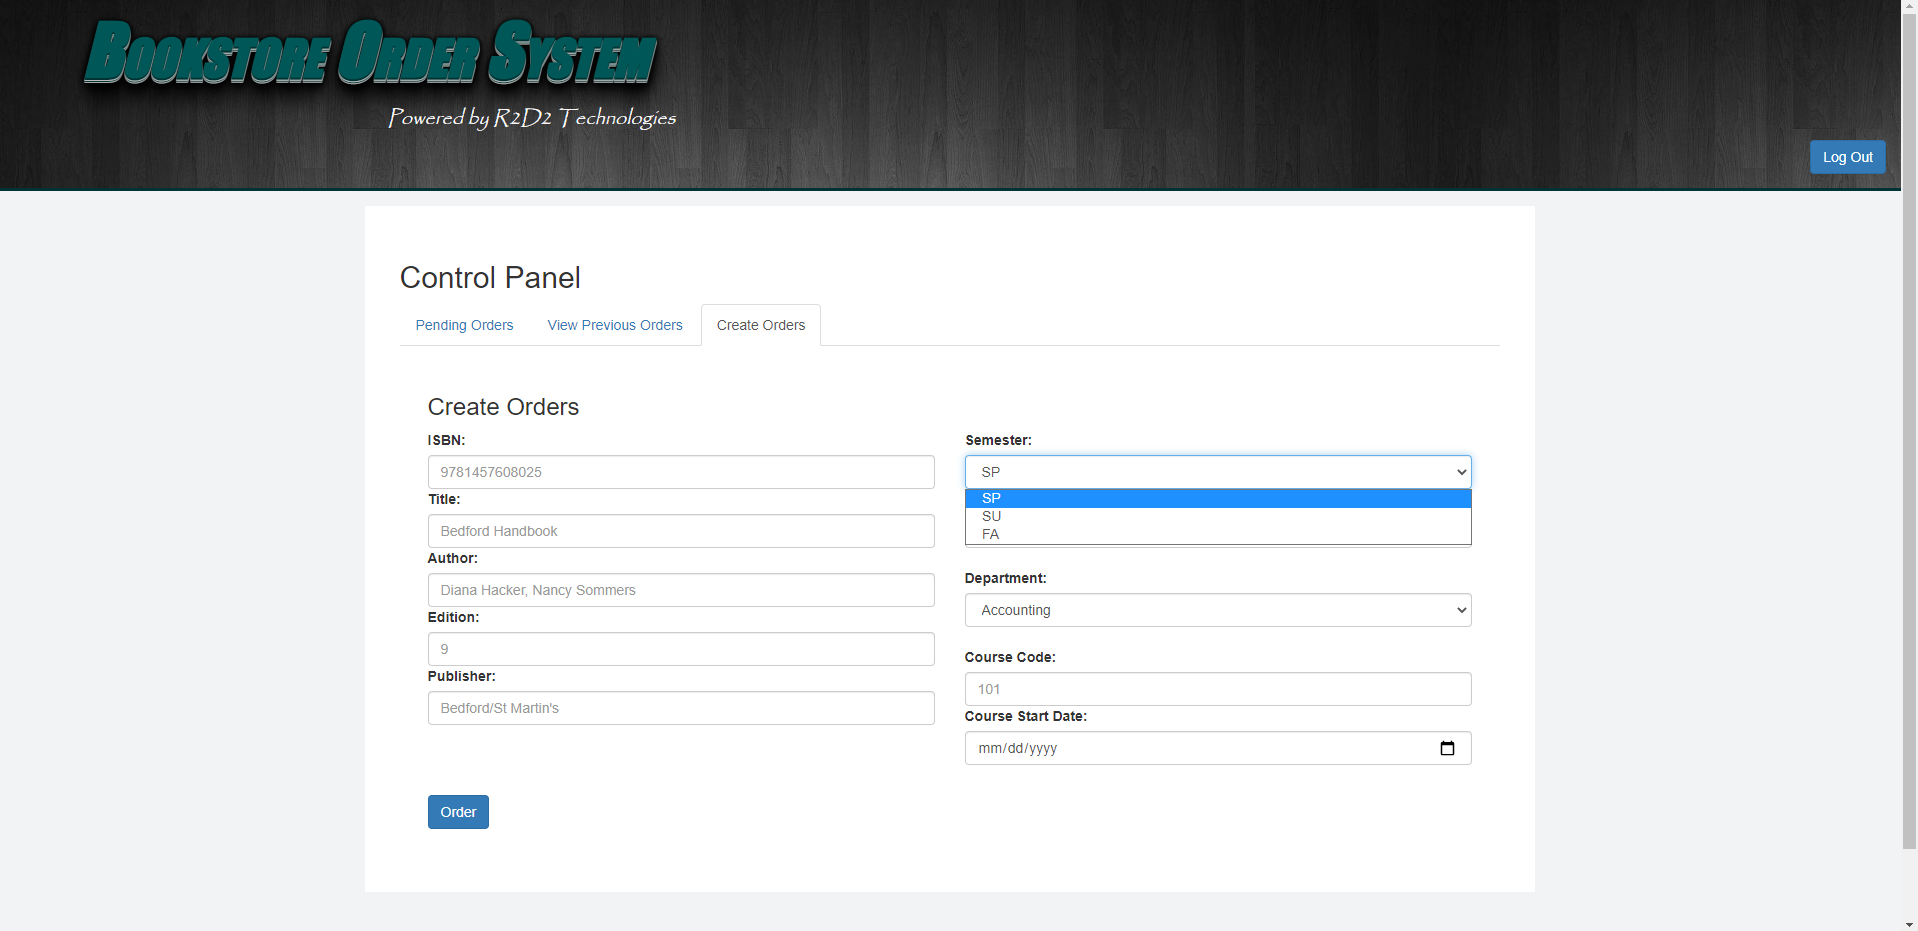 Bookstore Order System
Powered by R2D2 Technologies
Log Out
Control Panel
Pending Orders
View Previous Orders
Create Orders
Create Orders
ISBN:
9781457608025
Title:
Bedford Handbook
Author:
Diana Hacker, Nancy Sommers
Edition:
9
Publisher:
Bedford/St Martin's
Semester:
SP
SP
SU
FA
Department:
Accounting
Course Code:
101
Course Start Date:
mm/dd/yyyy
Order